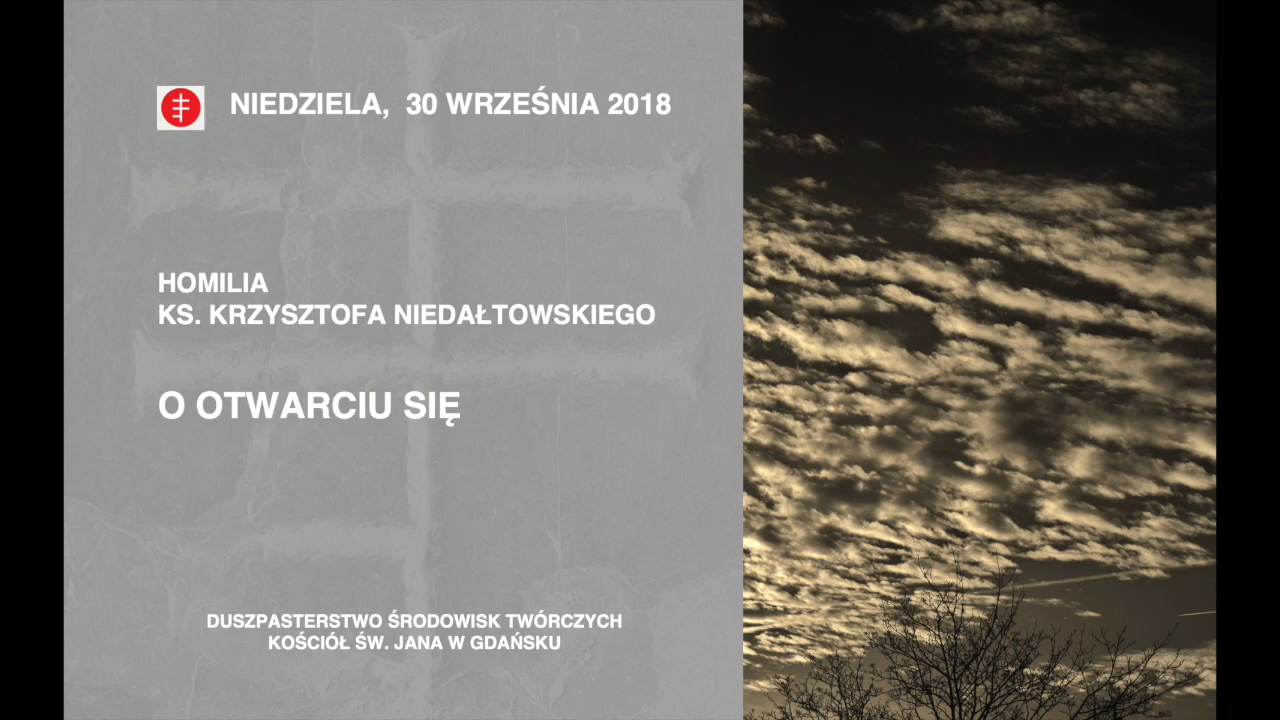 NIEDZIELA, 30 WRZEŚNIA 2018
HOMILIA
KS. KRZYSZTOFA NIEDAŁTOWSKIEGO
O OTWARCIU SIĘ
DUSZPASTERSTWO ŚRODOWISK TWÓRCZYCH
KOŚCIÓŁ ŚW. JANA W GDAŃSKU